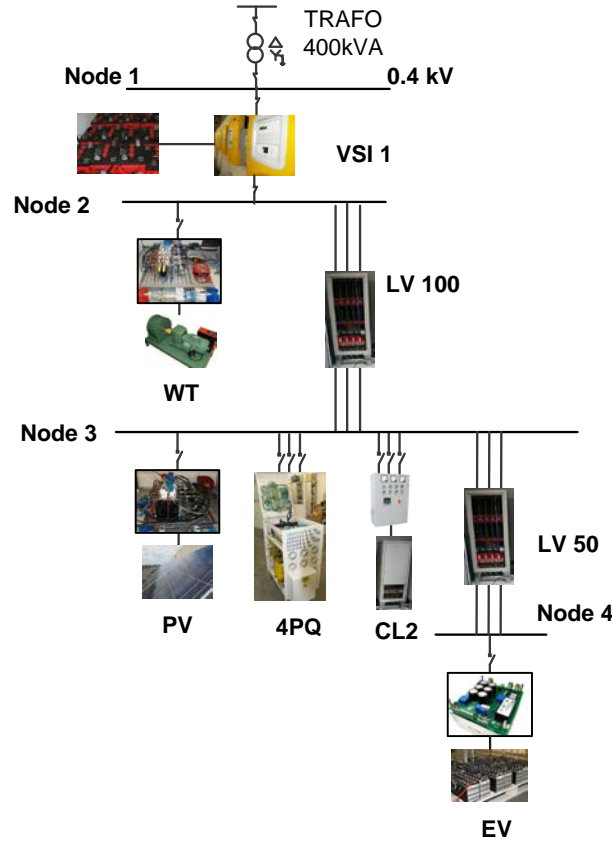 TRAFO
400kVA
Node 1
0.4 kV
VSI 1
Node 2
LV 100
WT
Node 3
LV 50
PV
4PQ
CL2
Node 4
EV